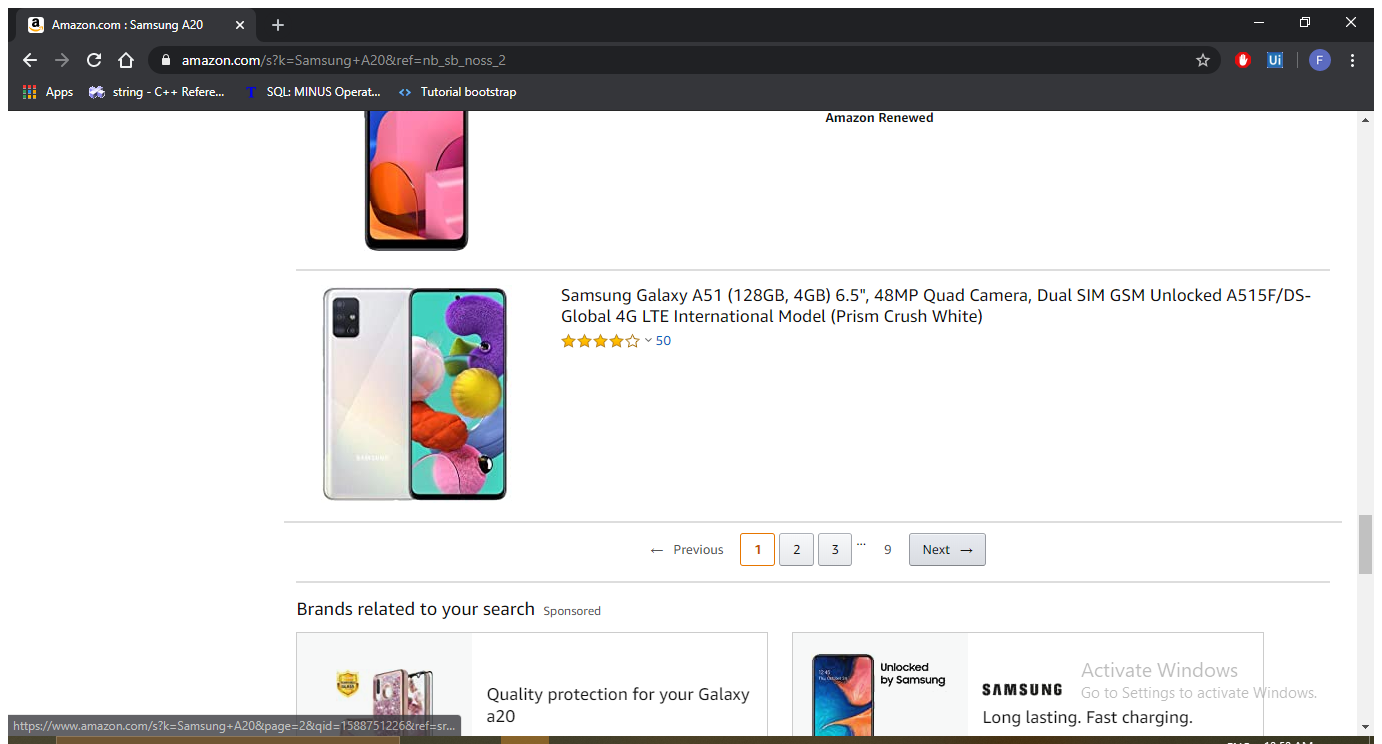 Amazon.com : Samsung A20
amazon.com/s?k=Samsung+A20&ref=nb_sb_noss_2
Ui
F
Apps
string - C++ Refere...
T
SQL: MINUS Operat...
Tutorial bootstrap
Amazon Renewed
Samsung Galaxy A51 (128GB, 4GB) 6.5", 48MP Quad Camera, Dual SIM GSM Unlocked A515F/DS-
Global 4G LTE International Model (Prism Crush White)
50
SAMSUNG
← Previous 1 2 3 ... 9 Next →
Brands related to your search Sponsored
Quality protection for your Galaxy
a20
Unlocked
by Samsung
SAMSUNG
Long lasting. Fast charging.
Activate Windows
Go to Settings to activate Windows.
https://www.amazon.com/s?k=Samsung+A20&page=2&qid=1588751226&ref=sr...